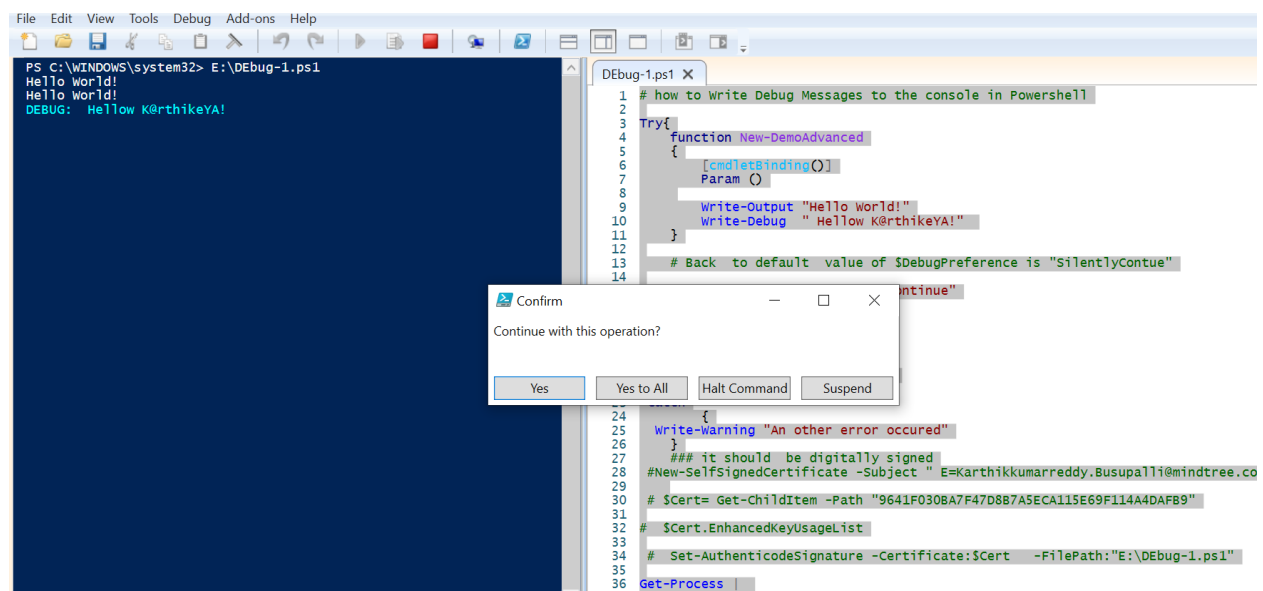 File Edit View Tools Debug Add-ons Help
PS C:\WINDOWS\system32> E:\DEbug-1.ps1
Hello World!
Hello World!
DEBUG:  Hellow K@rthikeYA!
DEbug-1.ps1 X
1 # how to Write Debug Messages to the console in Powershell
2
3 Try{
4 function New-DemoAdvanced
5 {
6 [cmdletBinding()]
7 Param ()
8
9 Write-Output "Hello World!"
10 Write-Debug  " Hellow K@rthikeYA!"
11 }
12
13 # Back  to default  value of $DebugPreference is "SilentlyContue"
14
ntinue"
Confirm
Continue with this operation?
Yes
Yes to All
Halt Command
Suspend
24 {
25 Write-Warning "An other error occured"
26 }
27 ### it should  be digitally signed
28 #New-SelfSignedCertificate -Subject " E=Karthikkumarreddy.Busupalli@mindtree.co
29
30 # $Cert= Get-ChildItem -Path "9641F030BA7F47D8B7A5ECA115E69F114A4DAFB9"
31
32 #  $Cert.EnhancedKeyUsageList
33
34 #  Set-AuthenticodeSignature -Certificate:$Cert   -FilePath:"E:\DEbug-1.ps1"
35
36 Get-Process |